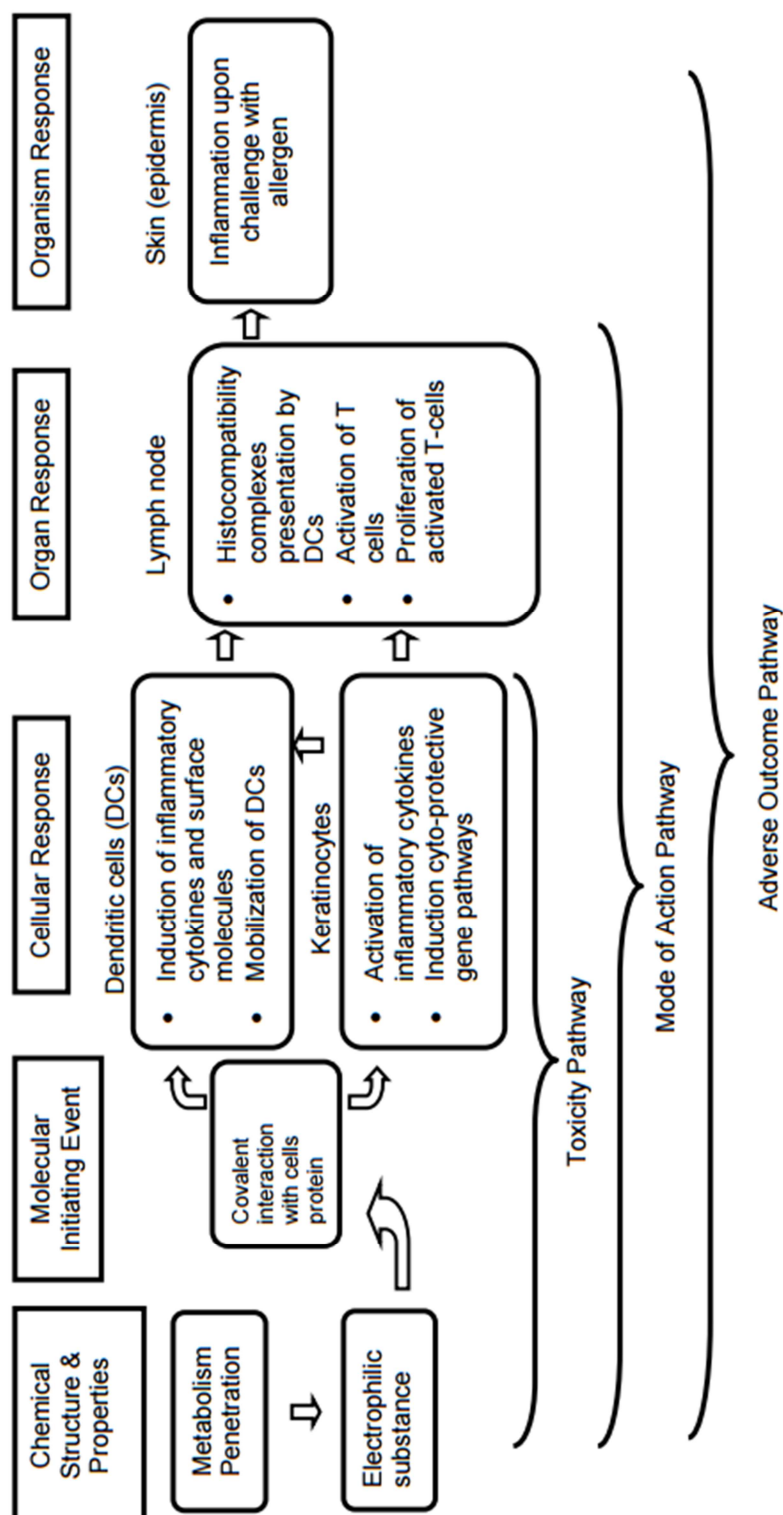 Chemical
Structure &
Properties
Molecular
Initiating Event
Cellular Response
Organ Response
Organism Response
Metabolism
Penetration
Electrophilic
substance
Covalent
interaction
with cells
protein
Dendritic cells (DCs)
• Induction of inflammatory
cytokines and surface
molecules
• Mobilization of DCs
Keratinocytes
• Activation of
inflammatory cytokines
• Induction cyto-protective
gene pathways
Lymph node
• Histocompatibility
complexes
presentation by
DCs
• Activation of T
cells
• Proliferation of
activated T-cells
Skin (epidermis)
Inflammation upon
challenge with
allergen
Toxicity Pathway
Mode of Action Pathway
Adverse Outcome Pathway